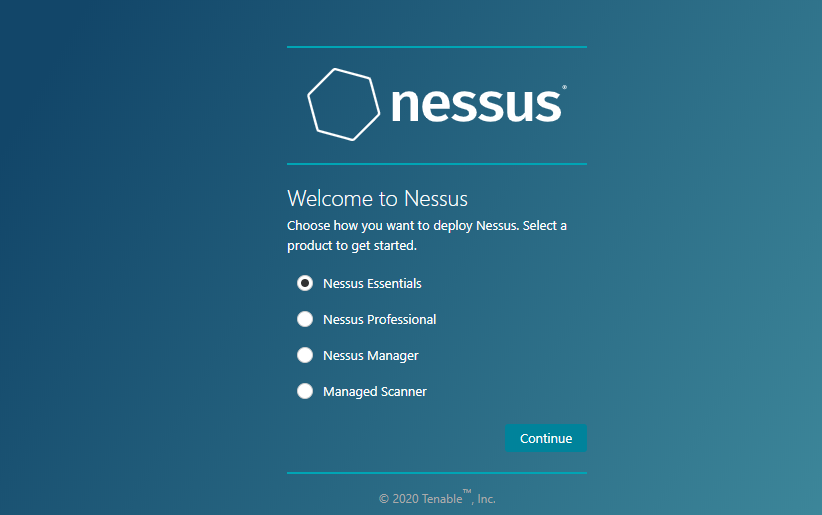 nessus®
Welcome to Nessus
Choose how you want to deploy Nessus. Select a
product to get started.
Nessus Essentials
Nessus Professional
Nessus Manager
Managed Scanner
Continue
© 2020 Tenable™, Inc.